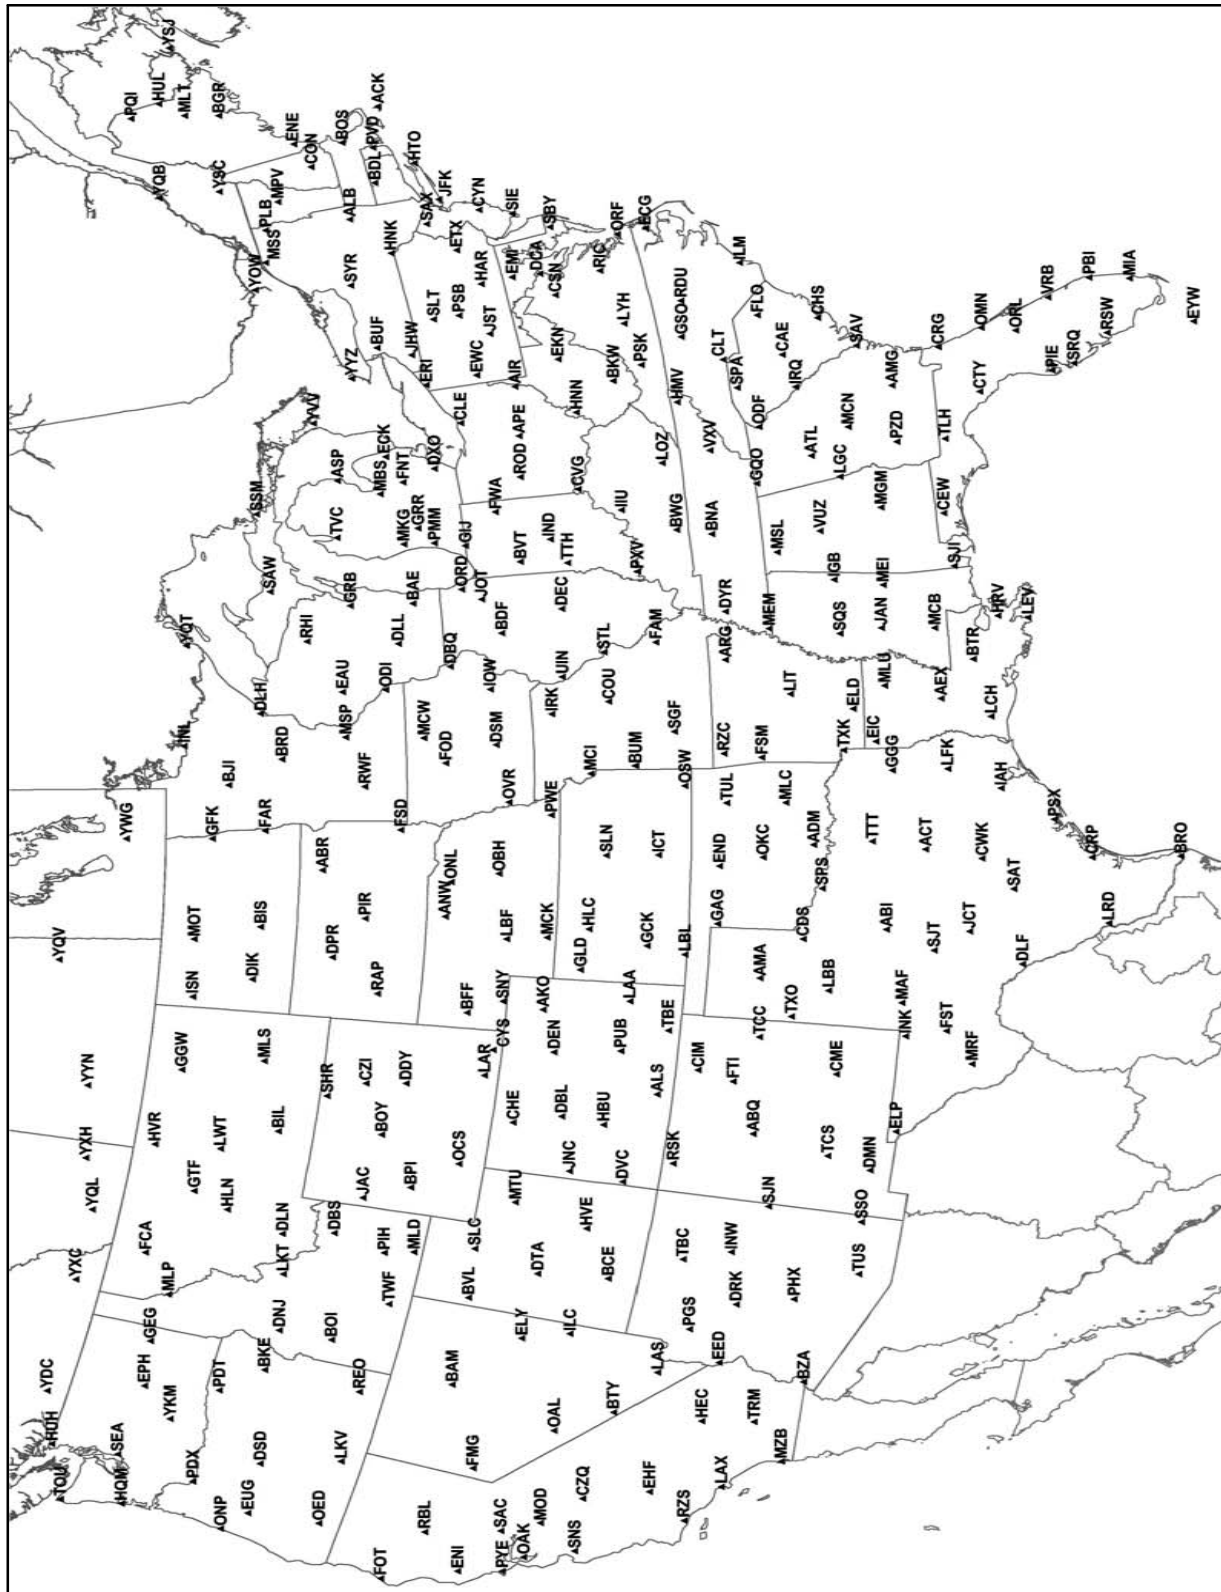 YSJ
HUL
PQI
MLT
BGR
ACK
ENE
BOS
PVD
CON
HTO
BDL
YQB
YSC
MPV
JFK
CYN
SIE
PLB
ALB
SAX
SBY
ORF
ECG
MSS
HNK
ETX
YOW
SYR
HAR
EMI
DCA
CSN
RIC
ILM
SLT
PSB
JST
LYH
RDU
GSO
FLO
CHS
VRB
PBI
MIA
OMN
ORL
RSW
EYW
BUF
JHW
YYZ
ERI
EWC
AIR
EKN
BKW
PSK
CLT
SPA
CAE
IRQ
SAV
AMG
CRG
PIE
SRQ
CTY
HMV
HNN
YVV
CLE
APE
ODF
MCN
ATL
PZD
TLH
VXV
LOZ
ECK
DXO
FNT
MBS
ASP
ROD
CVG
GQO
LGC
FWA
IIU
MGM
CEW
SSM
TVC
MKG
GRR
PMM
GIJ
BVT
IND
TTH
BWG
BNA
MSL
VUZ
SJI
PXV
SAW
GRB
BAE
ORD
JOT
DEC
DYR
IGB
MEI
HRV
LEV
YQT
RHI
DLL
BDF
STL
FAM
MEM
SQS
JAN
MCB
BTR
ARG
DBQ
UIN
IOW
ODI
EAU
COU
LIT
ELD
MLU
AEX
LCH
DLH
MSP
MCW
IRK
DSM
SGF
INL
BRD
FOD
MCI
BUM
OSW
RZC
FSM
TXK
EIC
GGG
LFK
IAH
BJI
RWF
OVR
PWE
TUL
MLC
PSX
YWG
GFK
FAR
FSD
ABR
SLN
ICT
END
OKC
ADM
TTT
ACT
CWK
CRP
BRO
ONL
OBH
SPS
SAT
ANW
PIR
BIS
MOT
LBF
MCK
HLC
GCK
GAG
CDS
ABI
SJT
JCT
LRD
YQV
DPR
DIK
GLD
LBL
AMA
LBB
DLF
ISN
RAP
BFF
SNY
AKO
LAA
TXO
MAF
FST
TBE
TCC
INK
MRF
CYS
DEN
PUB
LAR
MLS
GGW
YYN
SHR
CZI
DDY
CIM
FTI
CME
ALS
CHE
DBL
HBU
BOY
BIL
LWT
HVR
YXH
ABQ
TCS
DMN
ELP
RSK
OCS
JNC
DVC
JAC
BPI
MTU
GTF
HLN
YQL
SJN
SSO
DLN
DBS
HVE
FCA
PIH
MLD
SLC
TBC
INW
YXC
LKT
DTA
BCE
TUS
MLP
TWF
BVL
DRK
PHX
GEG
DNJ
BOI
ELY
ILC
PGS
BKE
LAS
EED
BZA
YDC
EPH
PDT
REO
BAM
YKM
BTY
HEC
TRM
OAL
HUH
SEA
DSD
LKV
FMG
MZB
PDX
TOU
HQM
EUG
CZQ
EHF
LAX
ONP
OED
RBL
SAC
MOD
RZS
SNS
OAK
FOT
ENI
PYE